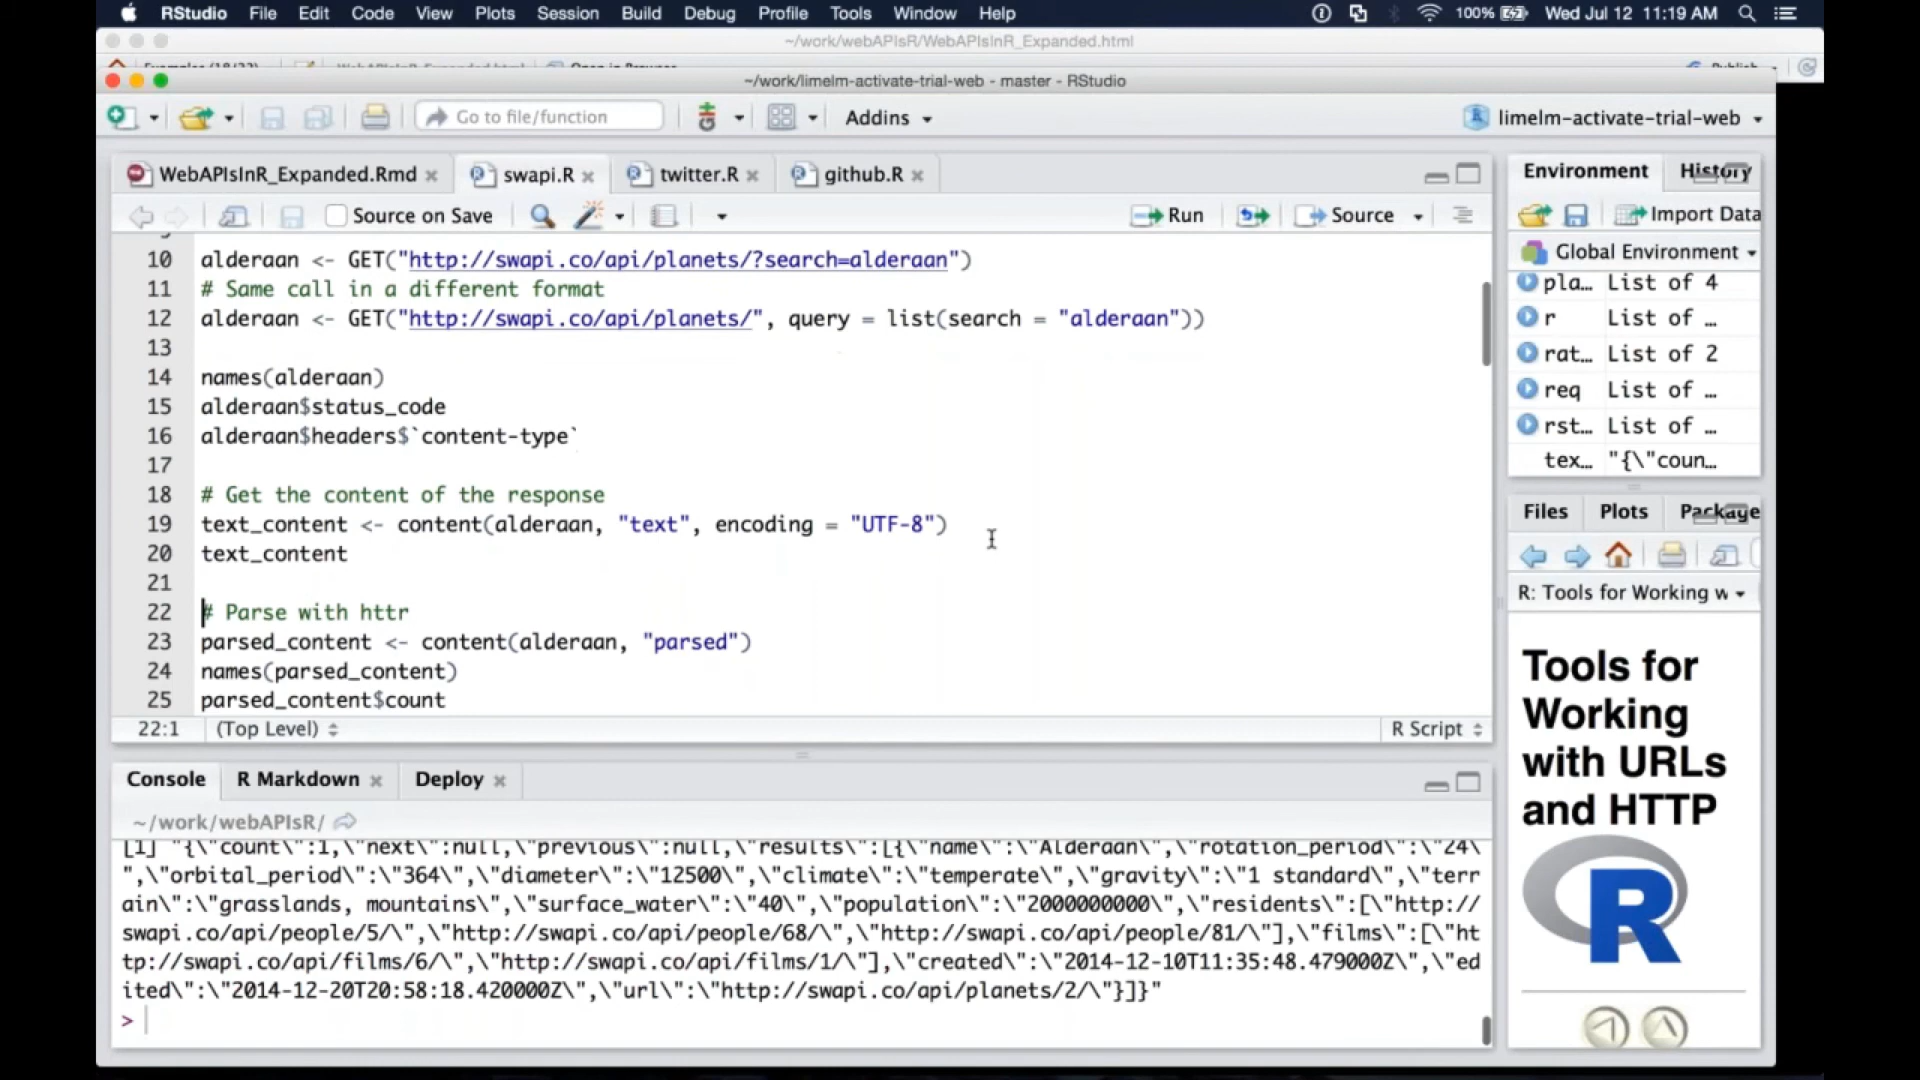 RStudio File Edit Code View Plots Session Build Debug Profile Tools Window Help 100% Wed Jul 12 11:19 AM
~/work/webAPIsR/WebAPIsInR_Expanded.html
~/work/limelm-activate-trial-web - master - RStudio
Go to file/function Addins limelm-activate-trial-web
WebAPIsInR_Expanded.Rmd swapi.R twitter.R github.R
Source on Save Run Source
10 alderaan <- GET("http://swapi.co/api/planets/?search=alderaan")
11 # Same call in a different format
12 alderaan <- GET("http://swapi.co/api/planets/", query = list(search = "alderaan"))
13
14 names(alderaan)
15 alderaan$status_code
16 alderaan$headers$`content-type`
17
18 # Get the content of the response
19 text_content <- content(alderaan, "text", encoding = "UTF-8")
20 text_content
21
22 # Parse with httr
23 parsed_content <- content(alderaan, "parsed")
24 names(parsed_content)
25 parsed_content$count
22:1 (Top Level) R Script
Console R Markdown Deploy
~/work/webAPIsR/
[1] "{\"count\":1,\"next\":null,\"previous\":null,\"results\":[{\"name\":\"Alderaan\",\"rotation_period\":\"24\
",\"orbital_period\":\"364\",\"diameter\":\"12500\",\"climate\":\"temperate\",\"gravity\":\"1 standard\",\"terr
ain\":\"grasslands, mountains\",\"surface_water\":\"40\",\"population\":\"2000000000\",\"residents\":[\"http://
swapi.co/api/people/5/\",\"http://swapi.co/api/people/68/\",\"http://swapi.co/api/people/81/\"],\"films\":[\"ht
tp://swapi.co/api/films/6/\",\"http://swapi.co/api/films/1/\"],\"created\":\"2014-12-10T11:35:48.479000Z\",\"ed
ited\":\"2014-12-20T20:58:18.420000Z\",\"url\":\"http://swapi.co/api/planets/2/\"}]}"
>
Environment History
Import Data
Global Environment
pla... List of 4
r List of ...
rat... List of 2
req List of ...
rst... List of ...
tex... "{\"coun...
Files Plots Package
R: Tools for Working w
Tools for
Working
with URLs
and HTTP
R